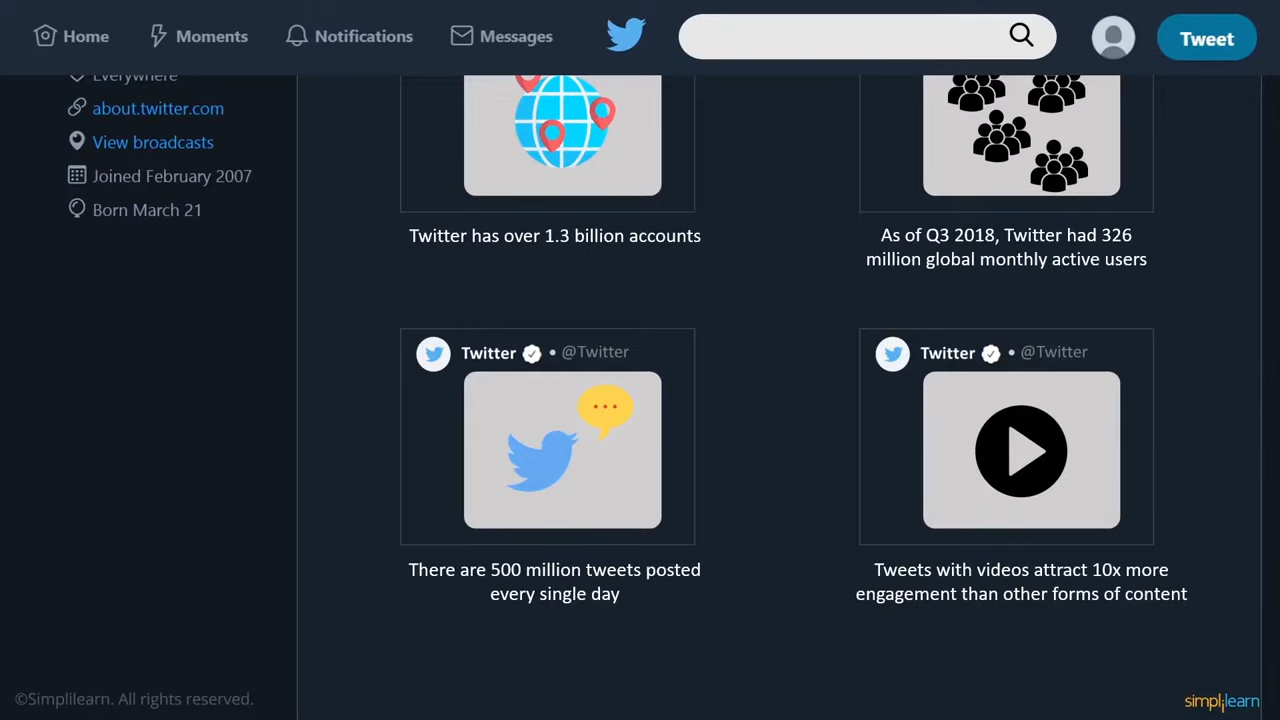 Home
Moments
Notifications
Messages
Tweet
Everywhere
about.twitter.com
View broadcasts
Joined February 2007
Born March 21
Twitter has over 1.3 billion accounts
As of Q3 2018, Twitter had 326
million global monthly active users
Twitter • @Twitter
Twitter • @Twitter
There are 500 million tweets posted
every single day
Tweets with videos attract 10x more
engagement than other forms of content
©Simplilearn. All rights reserved.
simplilearn